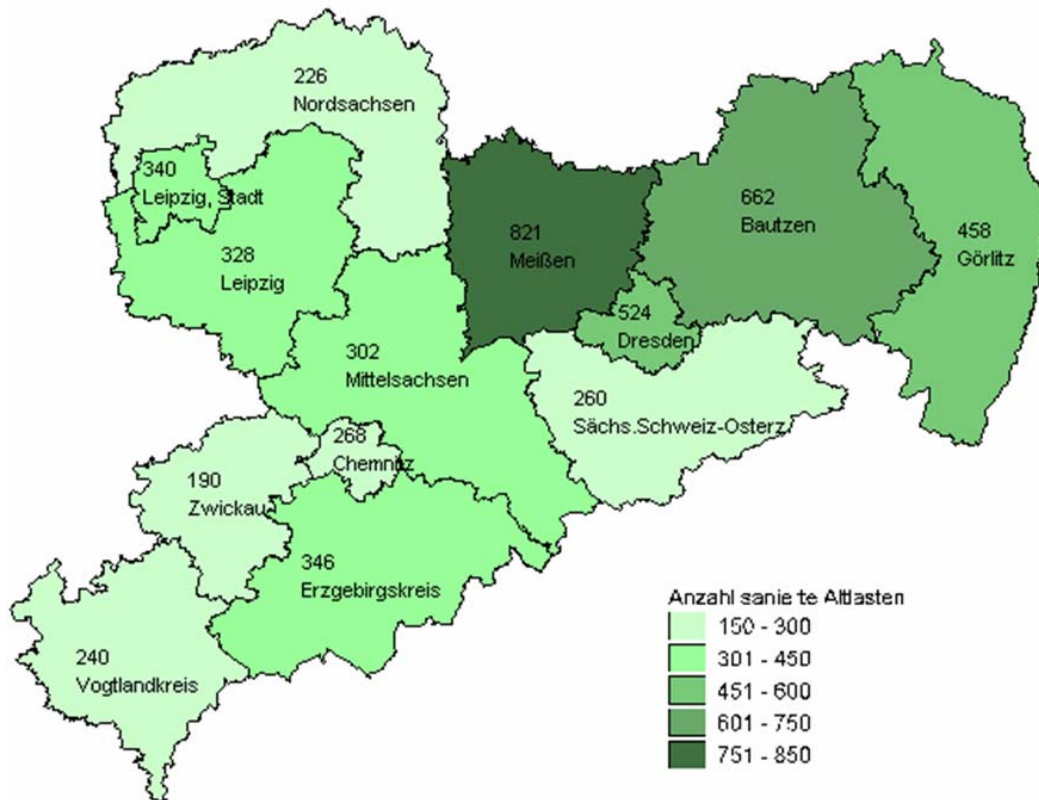 226
Nordsachsen
340
Leipzig, Stadt
328
Leipzig
821
Meißen
662
Bautzen
458
Görlitz
524
Dresden
302
Mittelsachsen
260
Sächs.Schweiz-Osterz.
268
Chemnitz
190
Zwickau
346
Erzgebirgskreis
240
Vogtlandkreis
Anzahl sanierte Altlasten
150 - 300
301 - 450
451 - 600
601 - 750
751 - 850